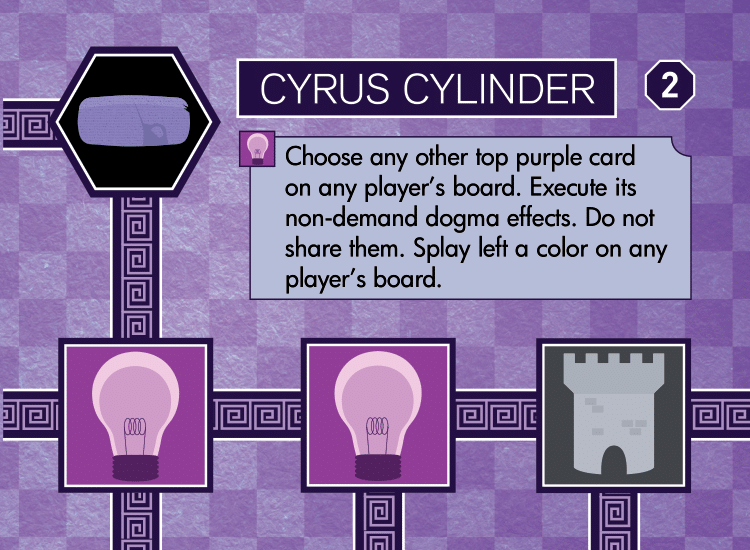 CYRUS CYLINDER
2
Choose any other top purple card
on any player's board. Execute its
non-demand dogma effects. Do not
share them. Splay left a color on any
player's board.